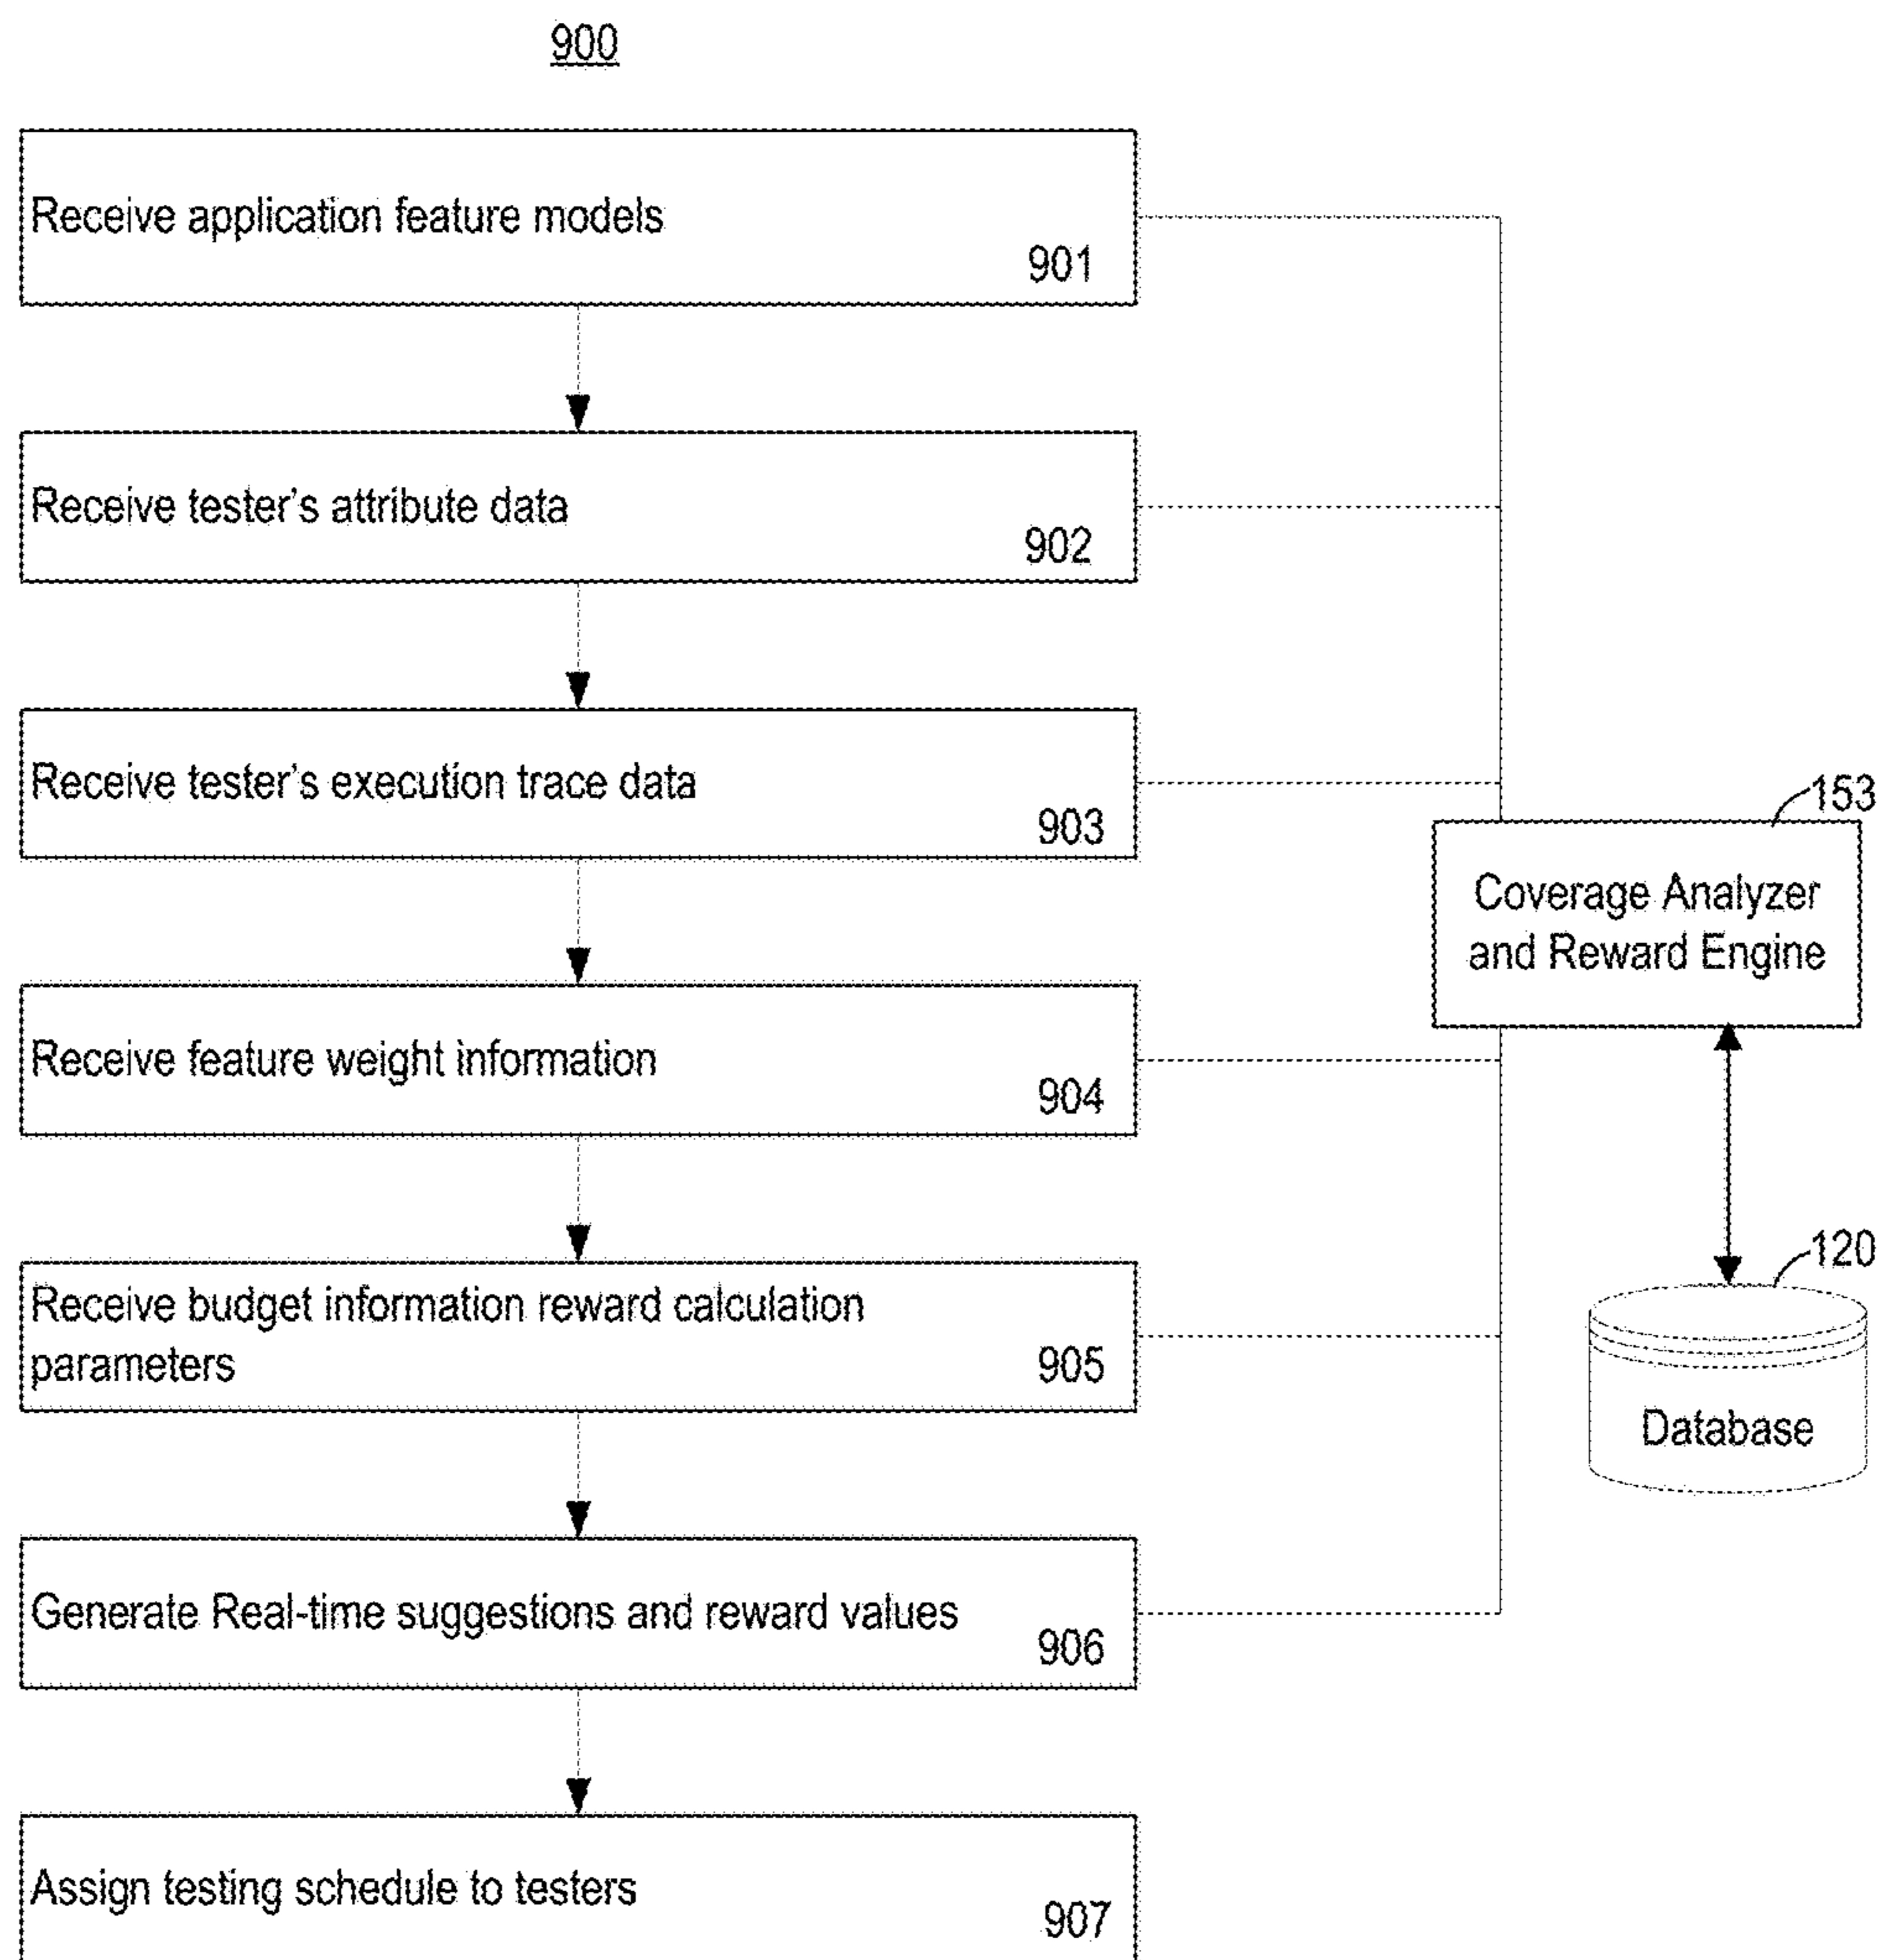 900
Receive application feature models
901
Receive tester's attribute data
902
Receive tester's execution trace data
903
153
Coverage Analyzer
and Reward Engine
Receive feature weight information
904
Receive budget information reward calculation
parameters
905
120
Database
Generate Real-time suggestions and reward values
906
Assign testing schedule to testers
907